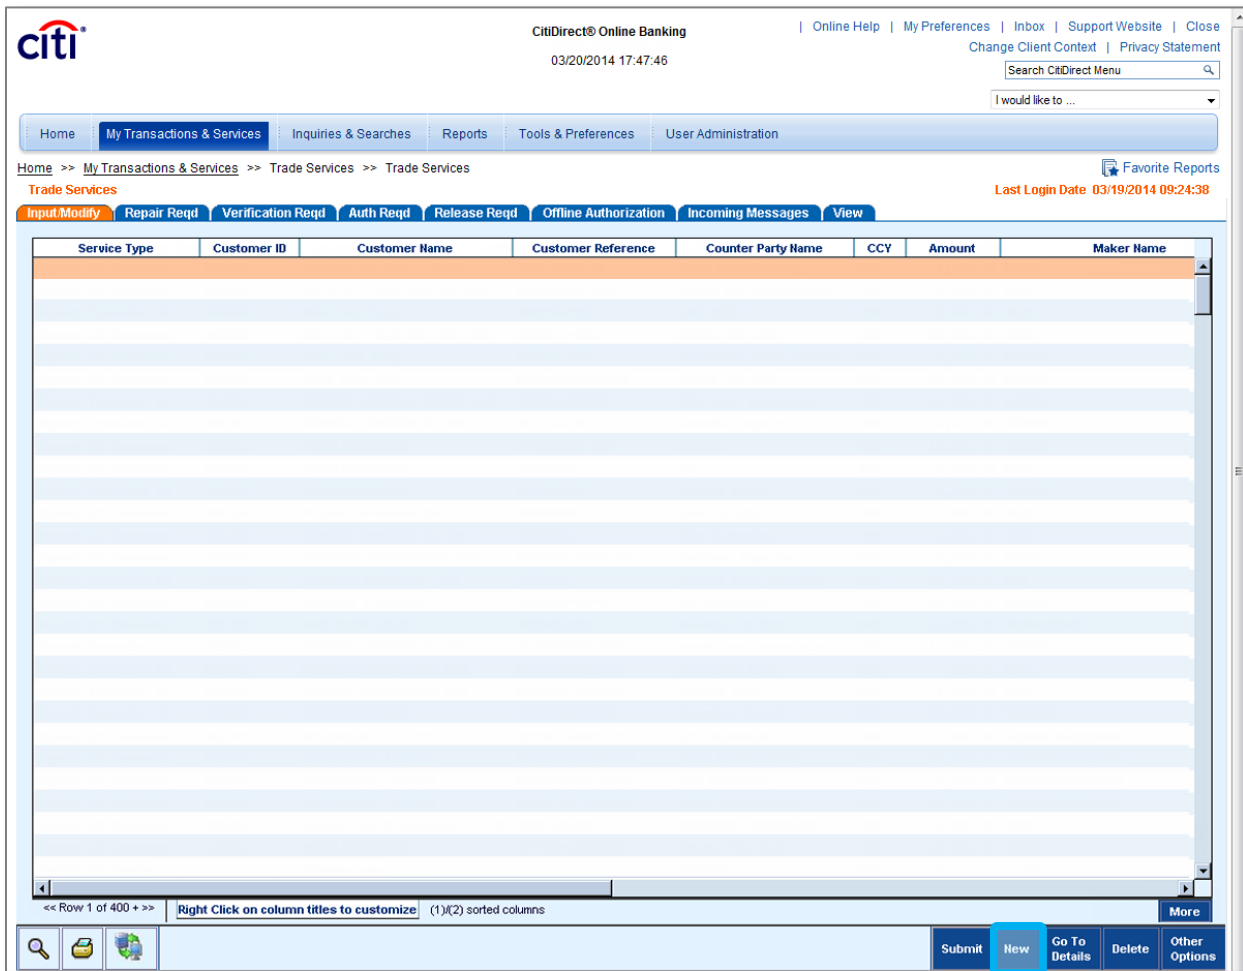 citi®
CitiDirect® Online Banking
03/20/2014 17:47:46
| Online Help | My Preferences | Inbox | Support Website | Close
Change Client Context | Privacy Statement
Search CitiDirect Menu
I would like to ...
Home My Transactions & Services Inquiries & Searches Reports Tools & Preferences User Administration
Home >> My Transactions & Services >> Trade Services >> Trade Services
Favorite Reports
Trade Services
Last Login Date 03/19/2014 09:24:38
Input/Modify Repair Reqd Verification Reqd Auth Reqd Release Reqd Offline Authorization Incoming Messages View
Service Type Customer ID Customer Name Customer Reference Counter Party Name CCY Amount Maker Name
<< Row 1 of 400 + >> Right Click on column titles to customize (1)/(2) sorted columns
More
Submit New Go To Details Delete Other Options